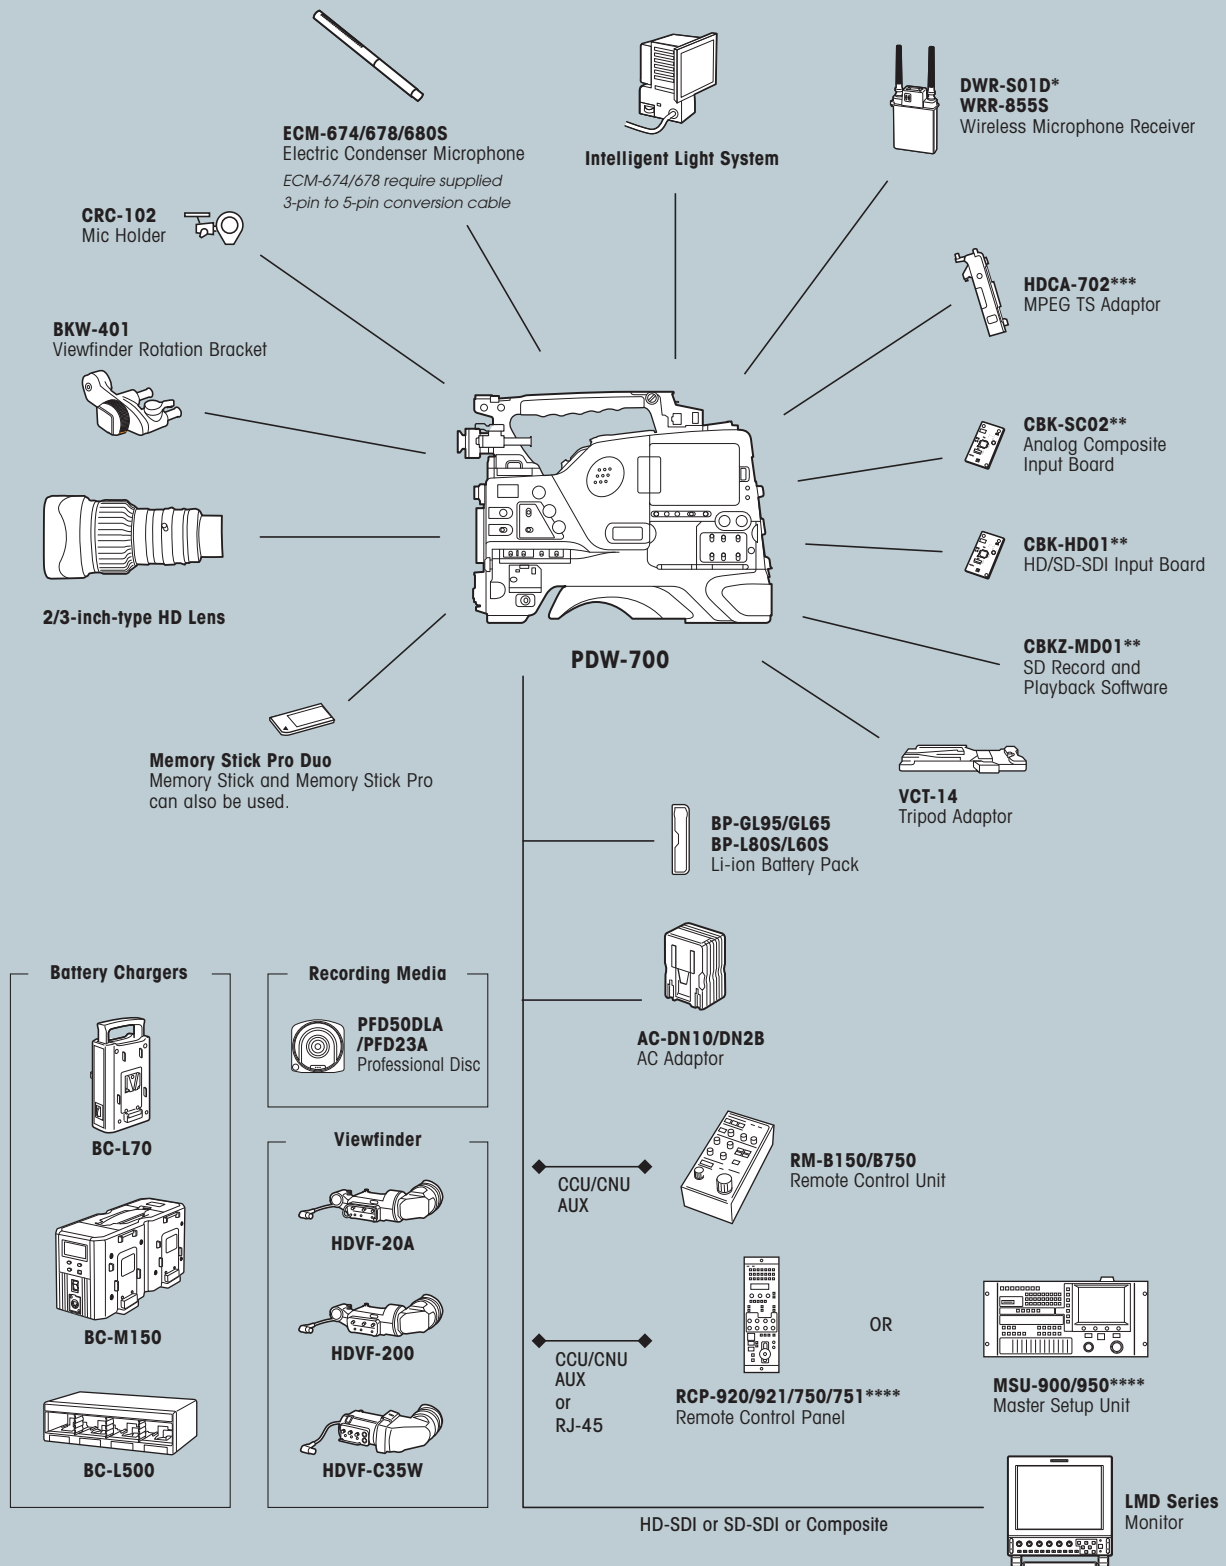 ECM-674/678/680S
Electric Condenser Microphone
ECM-674/678 require supplied
3-pin to 5-pin conversion cable
Intelligent Light System
DWR-S01D*
WRR-855S
Wireless Microphone Receiver
CRC-102
Mic Holder
HDCA-702***
MPEG TS Adaptor
BKW-401
Viewfinder Rotation Bracket
CBK-SC02**
Analog Composite
Input Board
CBK-HD01**
HD/SD-SDI Input Board
2/3-inch-type HD Lens
PDW-700
CBKZ-MD01**
SD Record and
Playback Software
Memory Stick Pro Duo
Memory Stick and Memory Stick Pro
can also be used.
VCT-14
Tripod Adaptor
BP-GL95/GL65
BP-L80S/L60S
Li-ion Battery Pack
AC-DN10/DN2B
AC Adaptor
Battery Chargers
BC-L70
BC-M150
BC-L500
Recording Media
PFD50DLA
/PFD23A
Professional Disc
Viewfinder
HDVF-20A
HDVF-200
HDVF-C35W
CCU/CNU
AUX
RM-B150/B750
Remote Control Unit
CCU/CNU
AUX
or
RJ-45
RCP-920/921/750/751****
Remote Control Panel
OR
MSU-900/950****
Master Setup Unit
HD-SDI or SD-SDI or Composite
LMD Series
Monitor